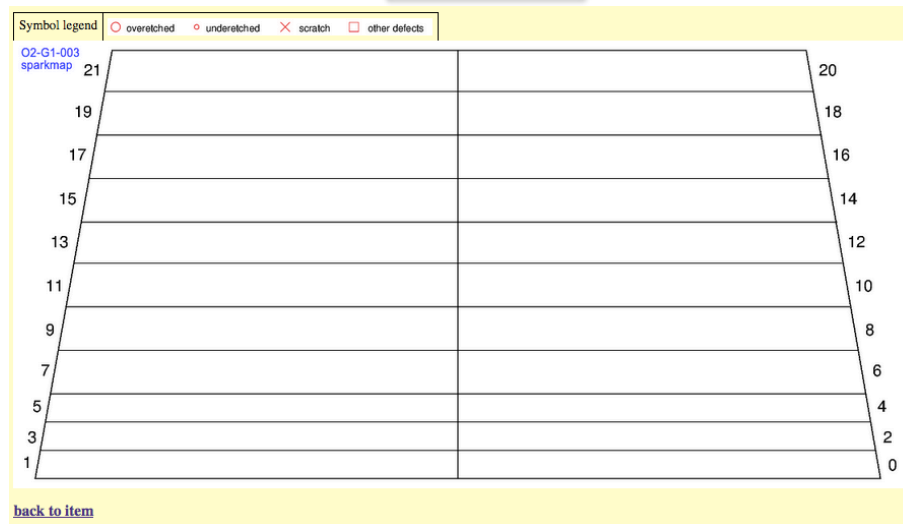 Symbol legend overetched underetched scratch other defects
O2-G1-003
sparkmap
21 20
19 18
17 16
15 14
13 12
11 10
9 8
7 6
5 4
3 2
1 0
back to item